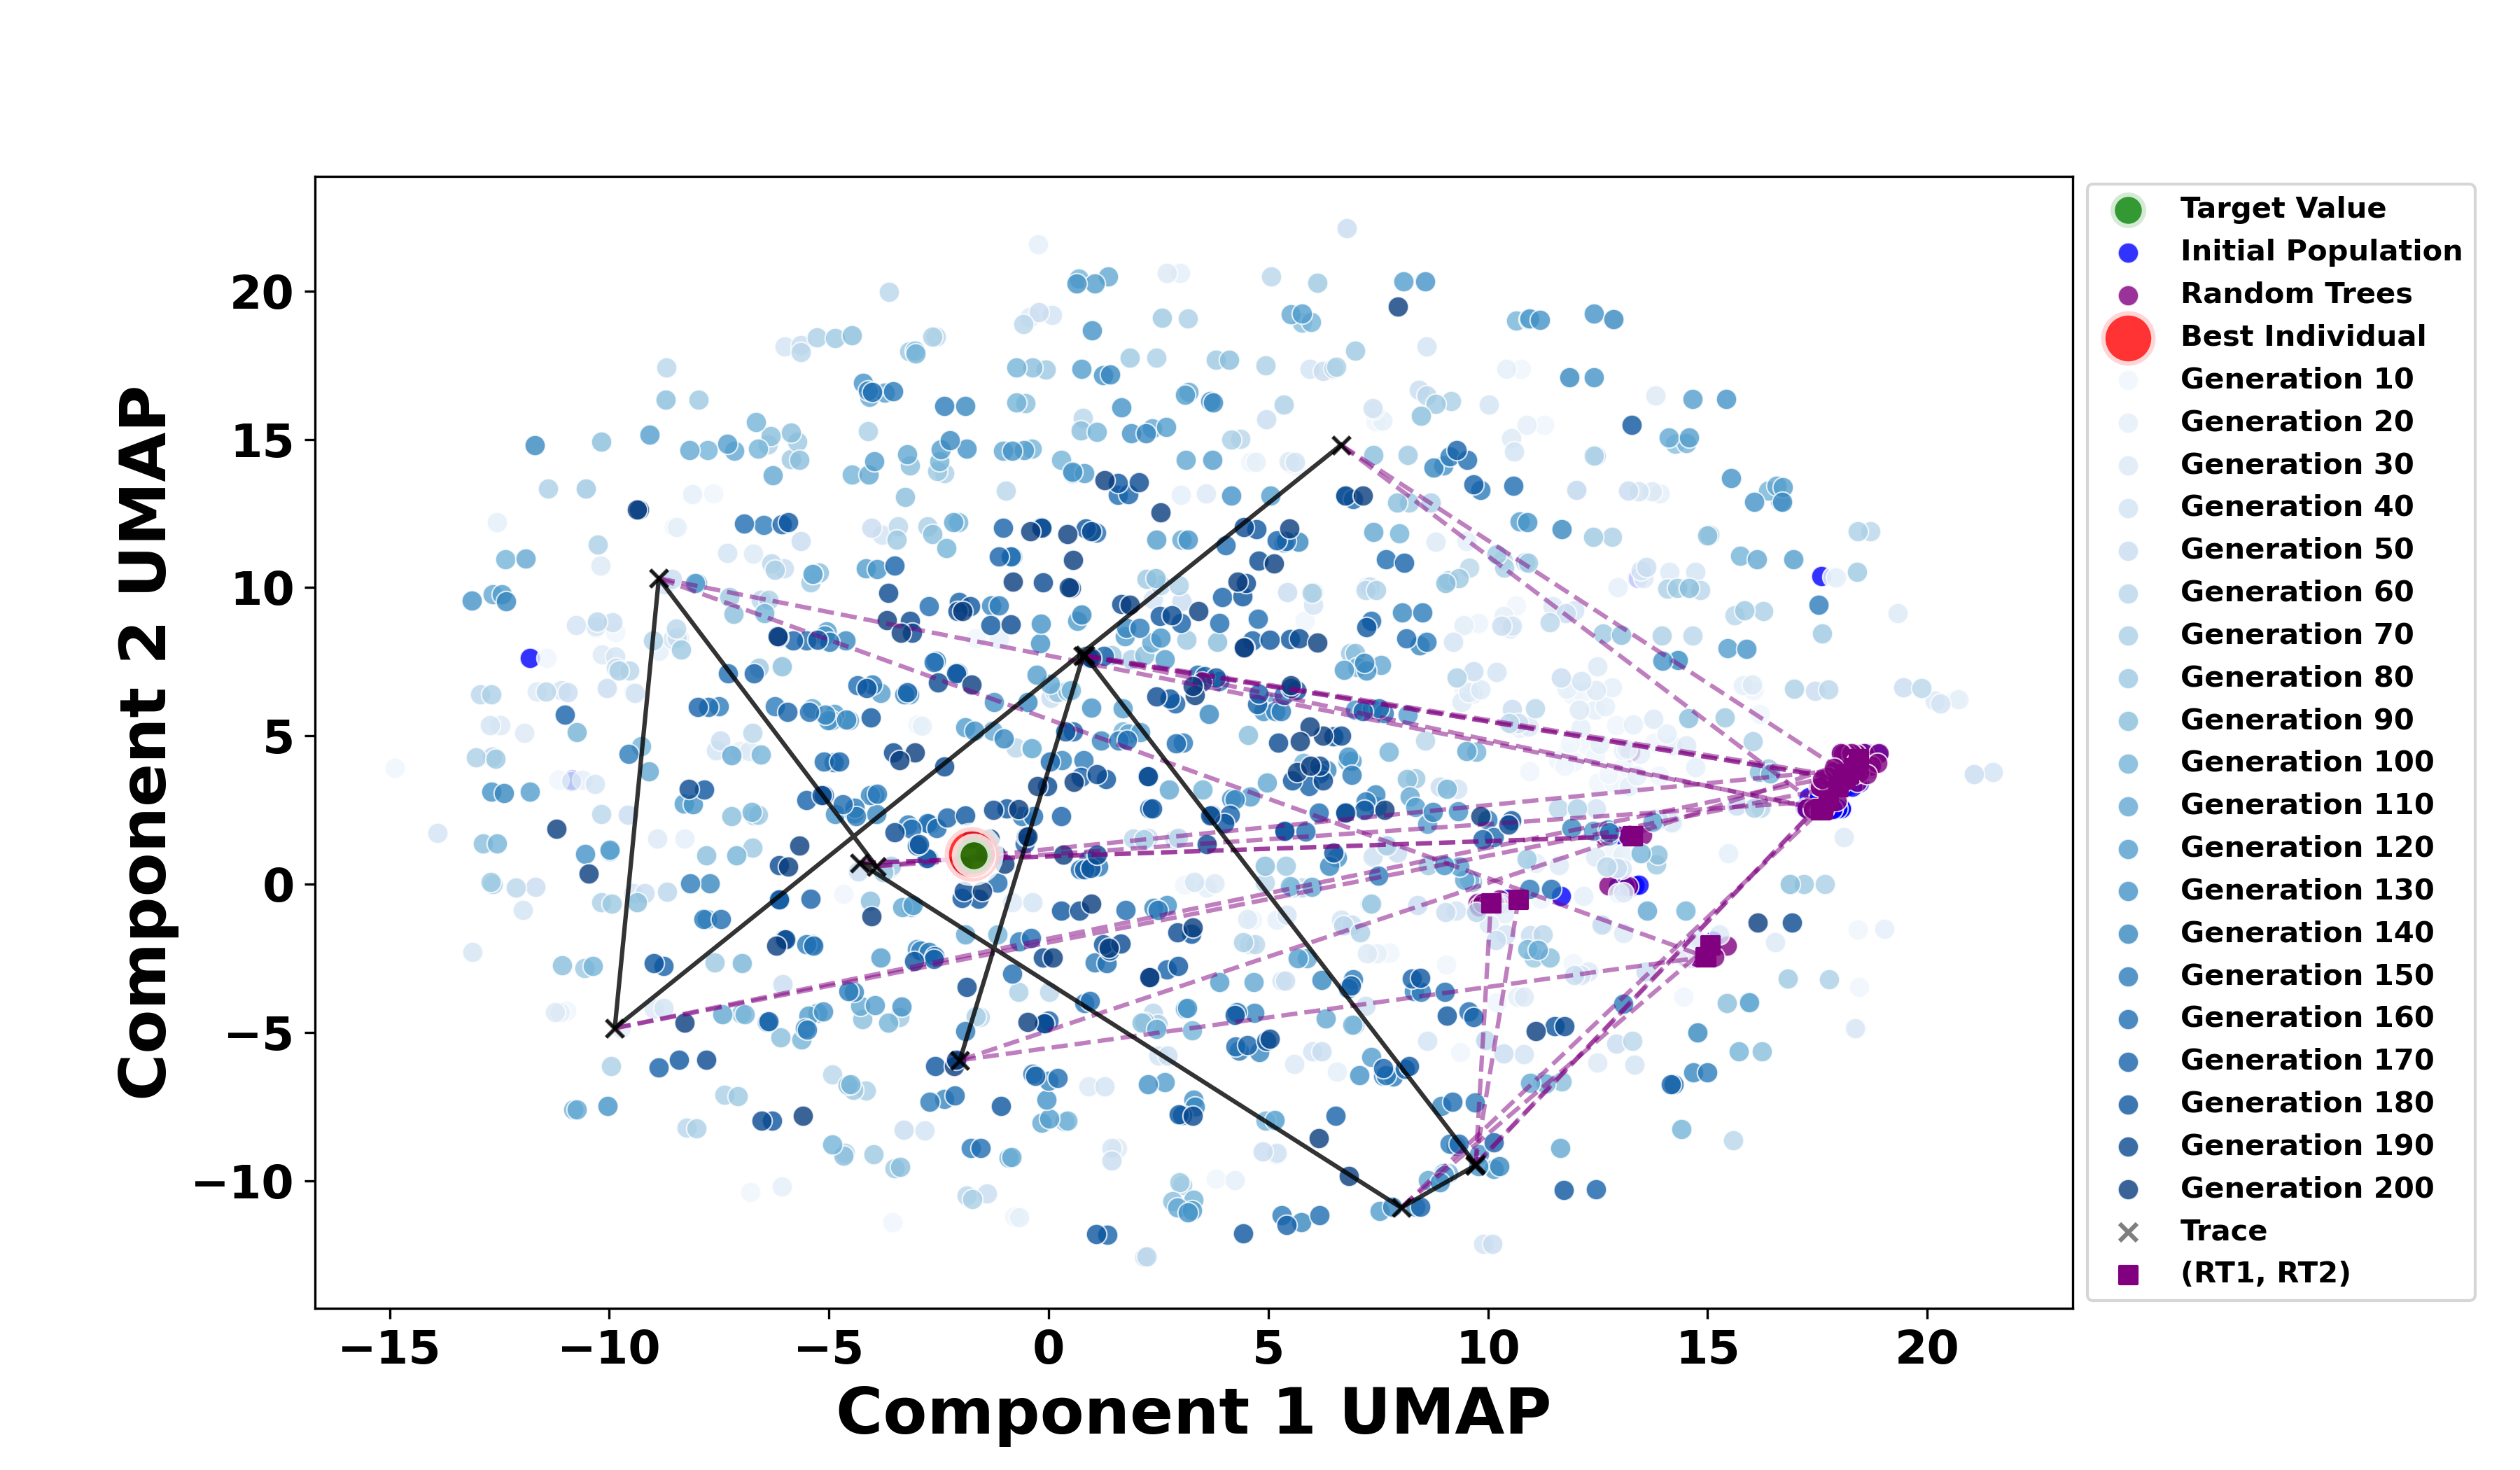 Component 2 UMAP
20
15
10
5
0
−5
−10
−15
−10
−5
0
5
10
15
20
Component 1 UMAP
Target Value
Initial Population
Random Trees
Best Individual
Generation 10
Generation 20
Generation 30
Generation 40
Generation 50
Generation 60
Generation 70
Generation 80
Generation 90
Generation 100
Generation 110
Generation 120
Generation 130
Generation 140
Generation 150
Generation 160
Generation 170
Generation 180
Generation 190
Generation 200
Trace
(RT1, RT2)